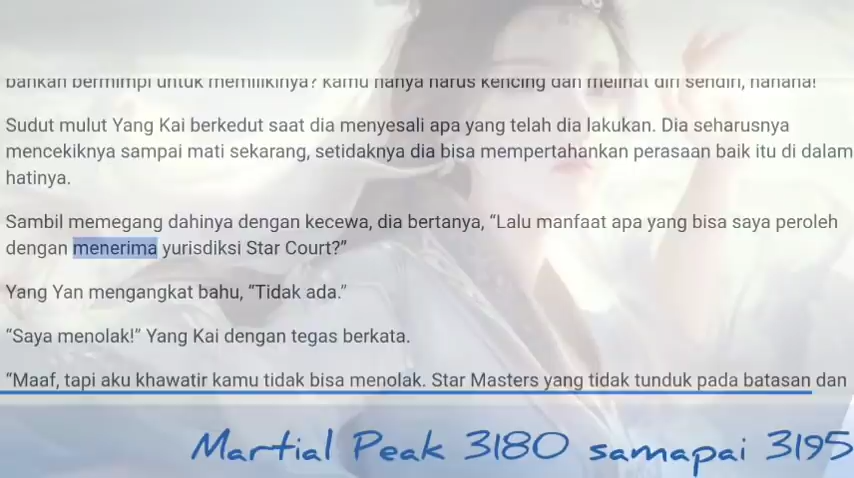 bahkan bermimpi untuk memilikinya? Kamu hanya harus kencing dan melihat diri sendiri, hahaha!
Sudut mulut Yang Kai berkedut saat dia menyesali apa yang telah dia lakukan. Dia seharusnya
mencekiknya sampai mati sekarang, setidaknya dia bisa mempertahankan perasaan baik itu di dalam
hatinya.
Sambil memegang dahinya dengan kecewa, dia bertanya, “Lalu manfaat apa yang bisa saya peroleh
dengan menerima yurisdiksi Star Court?”
Yang Yan mengangkat bahu, “Tidak ada.”
“Saya menolak!” Yang Kai dengan tegas berkata.
“Maaf, tapi aku khawatir kamu tidak bisa menolak. Star Masters yang tidak tunduk pada batasan dan
Martial Peak 3180 samapai 3195